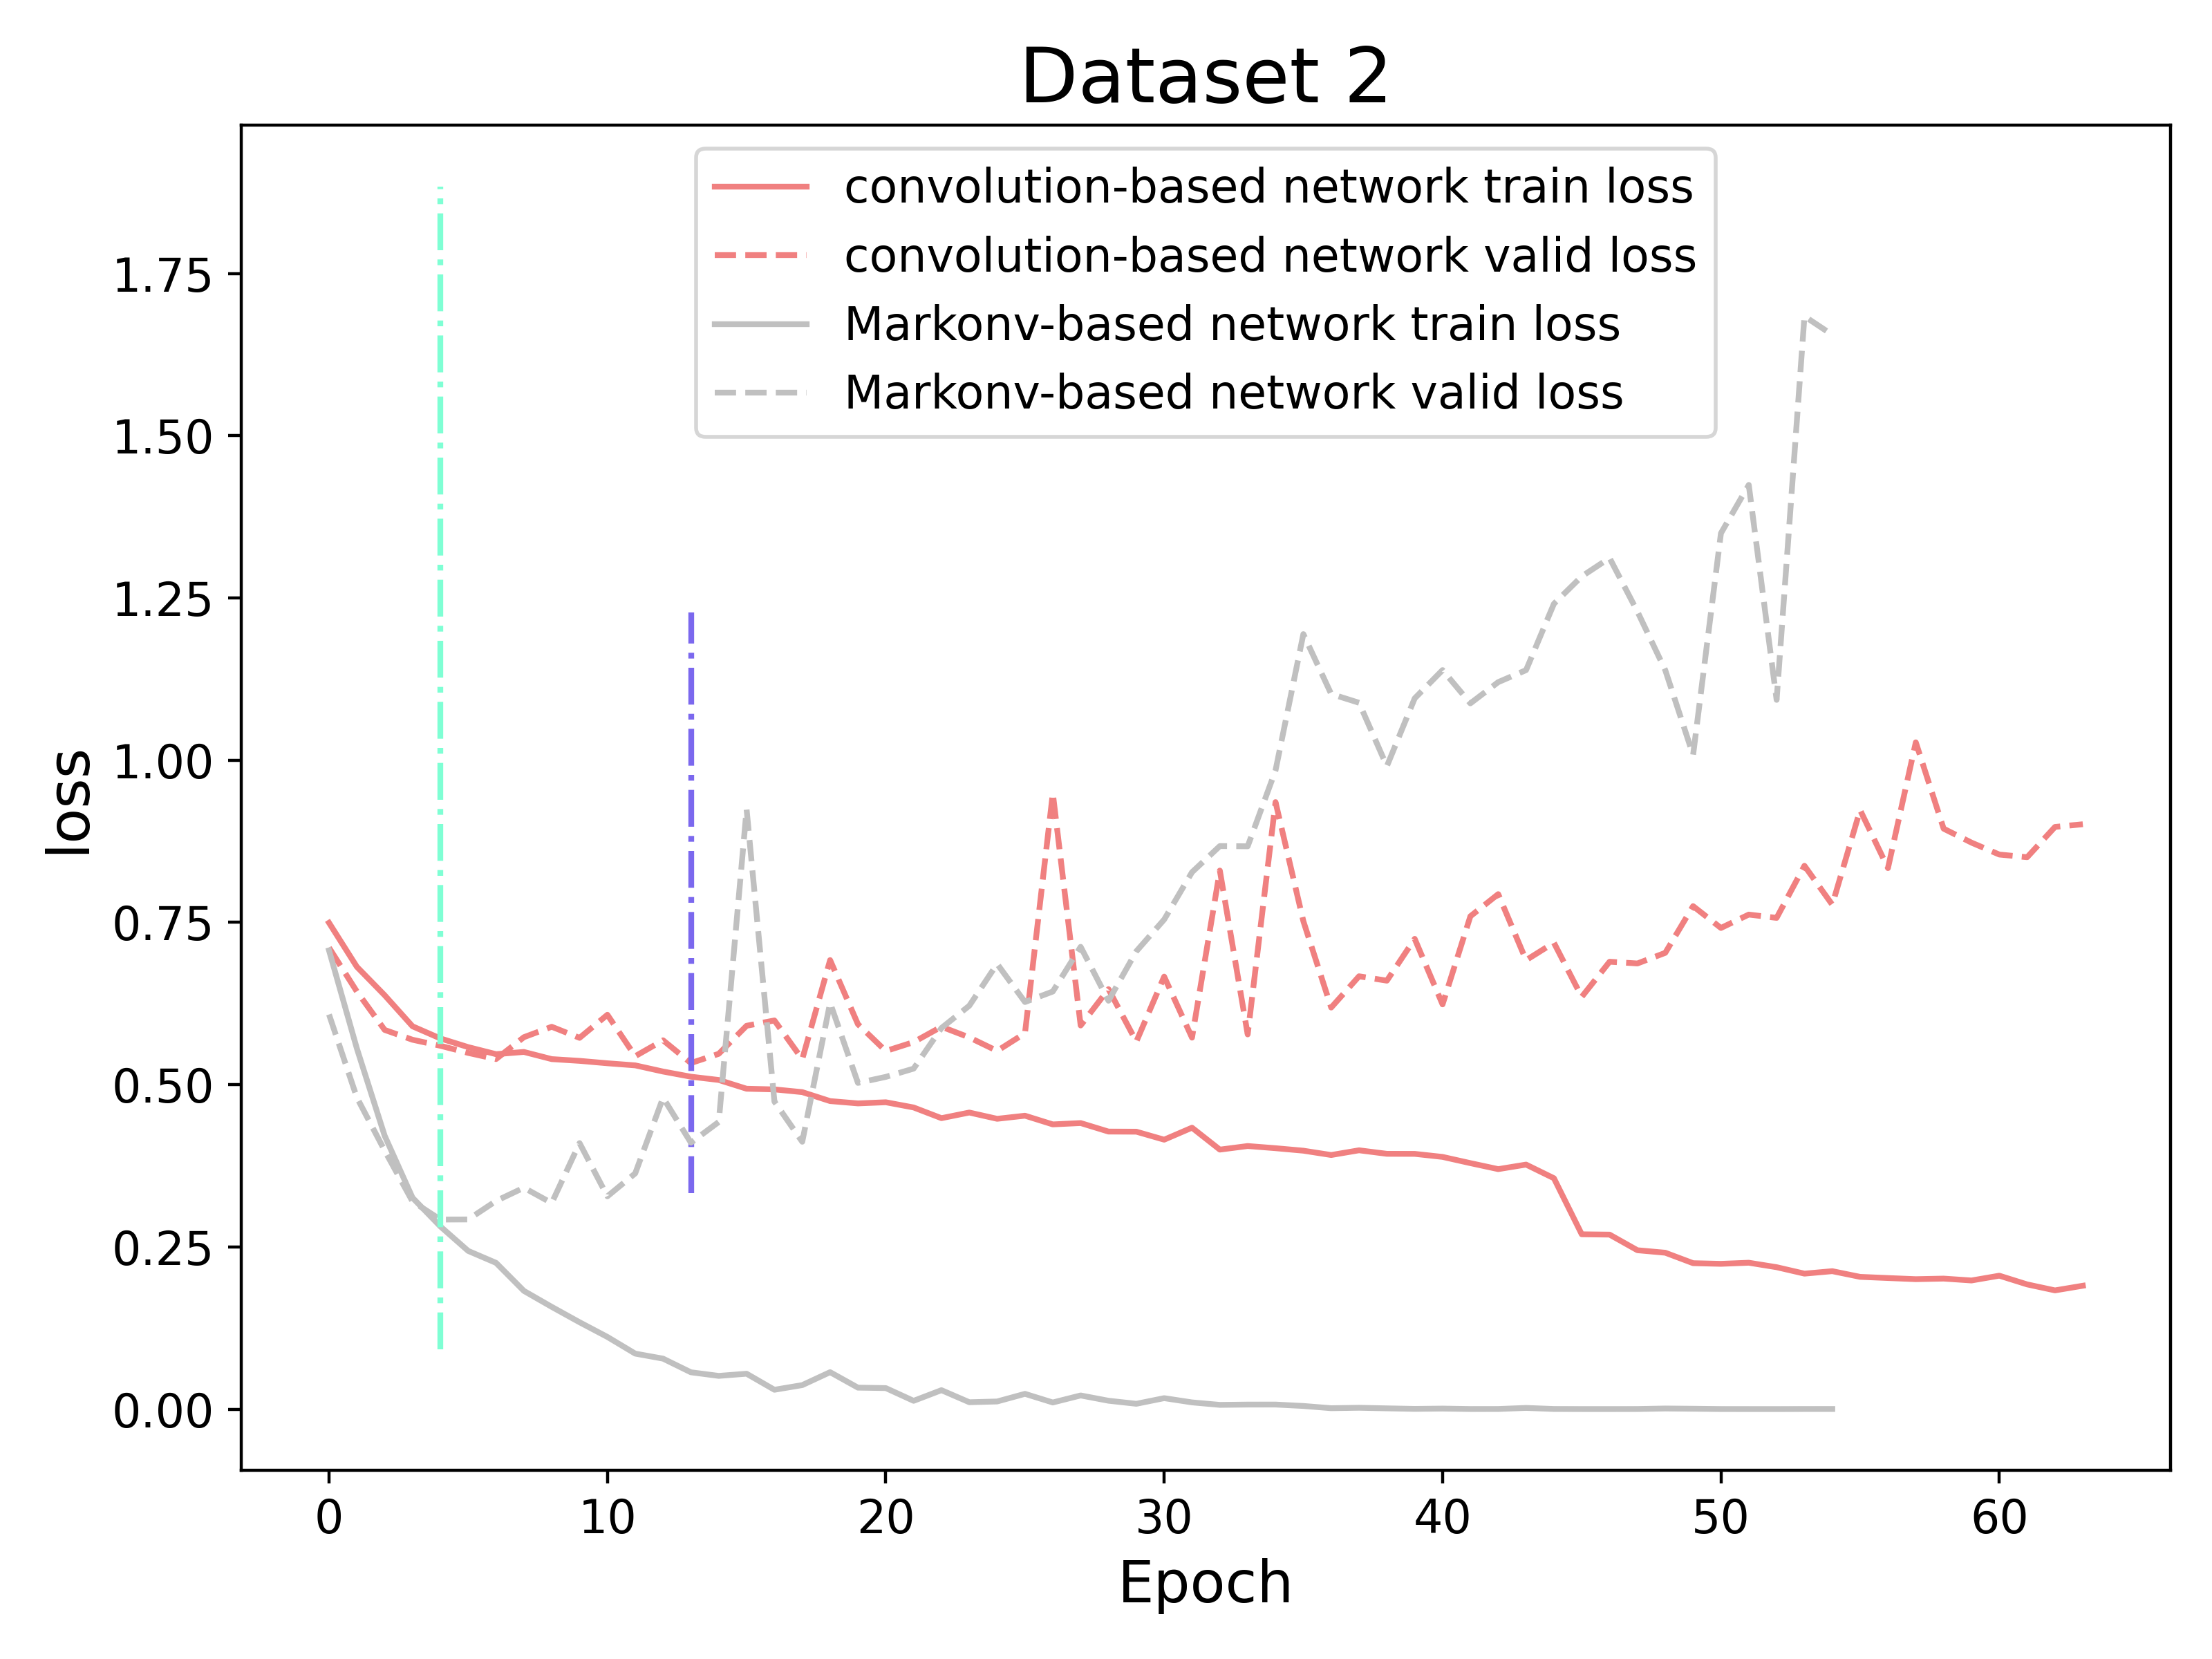 Dataset 2
convolution-based network train loss
convolution-based network valid loss
Markonv-based network train loss
Markonv-based network valid loss
1.75
1.50
1.25
1.00
0.75
0.50
0.25
0.00
loss
0 10 20 30 40 50 60
Epoch